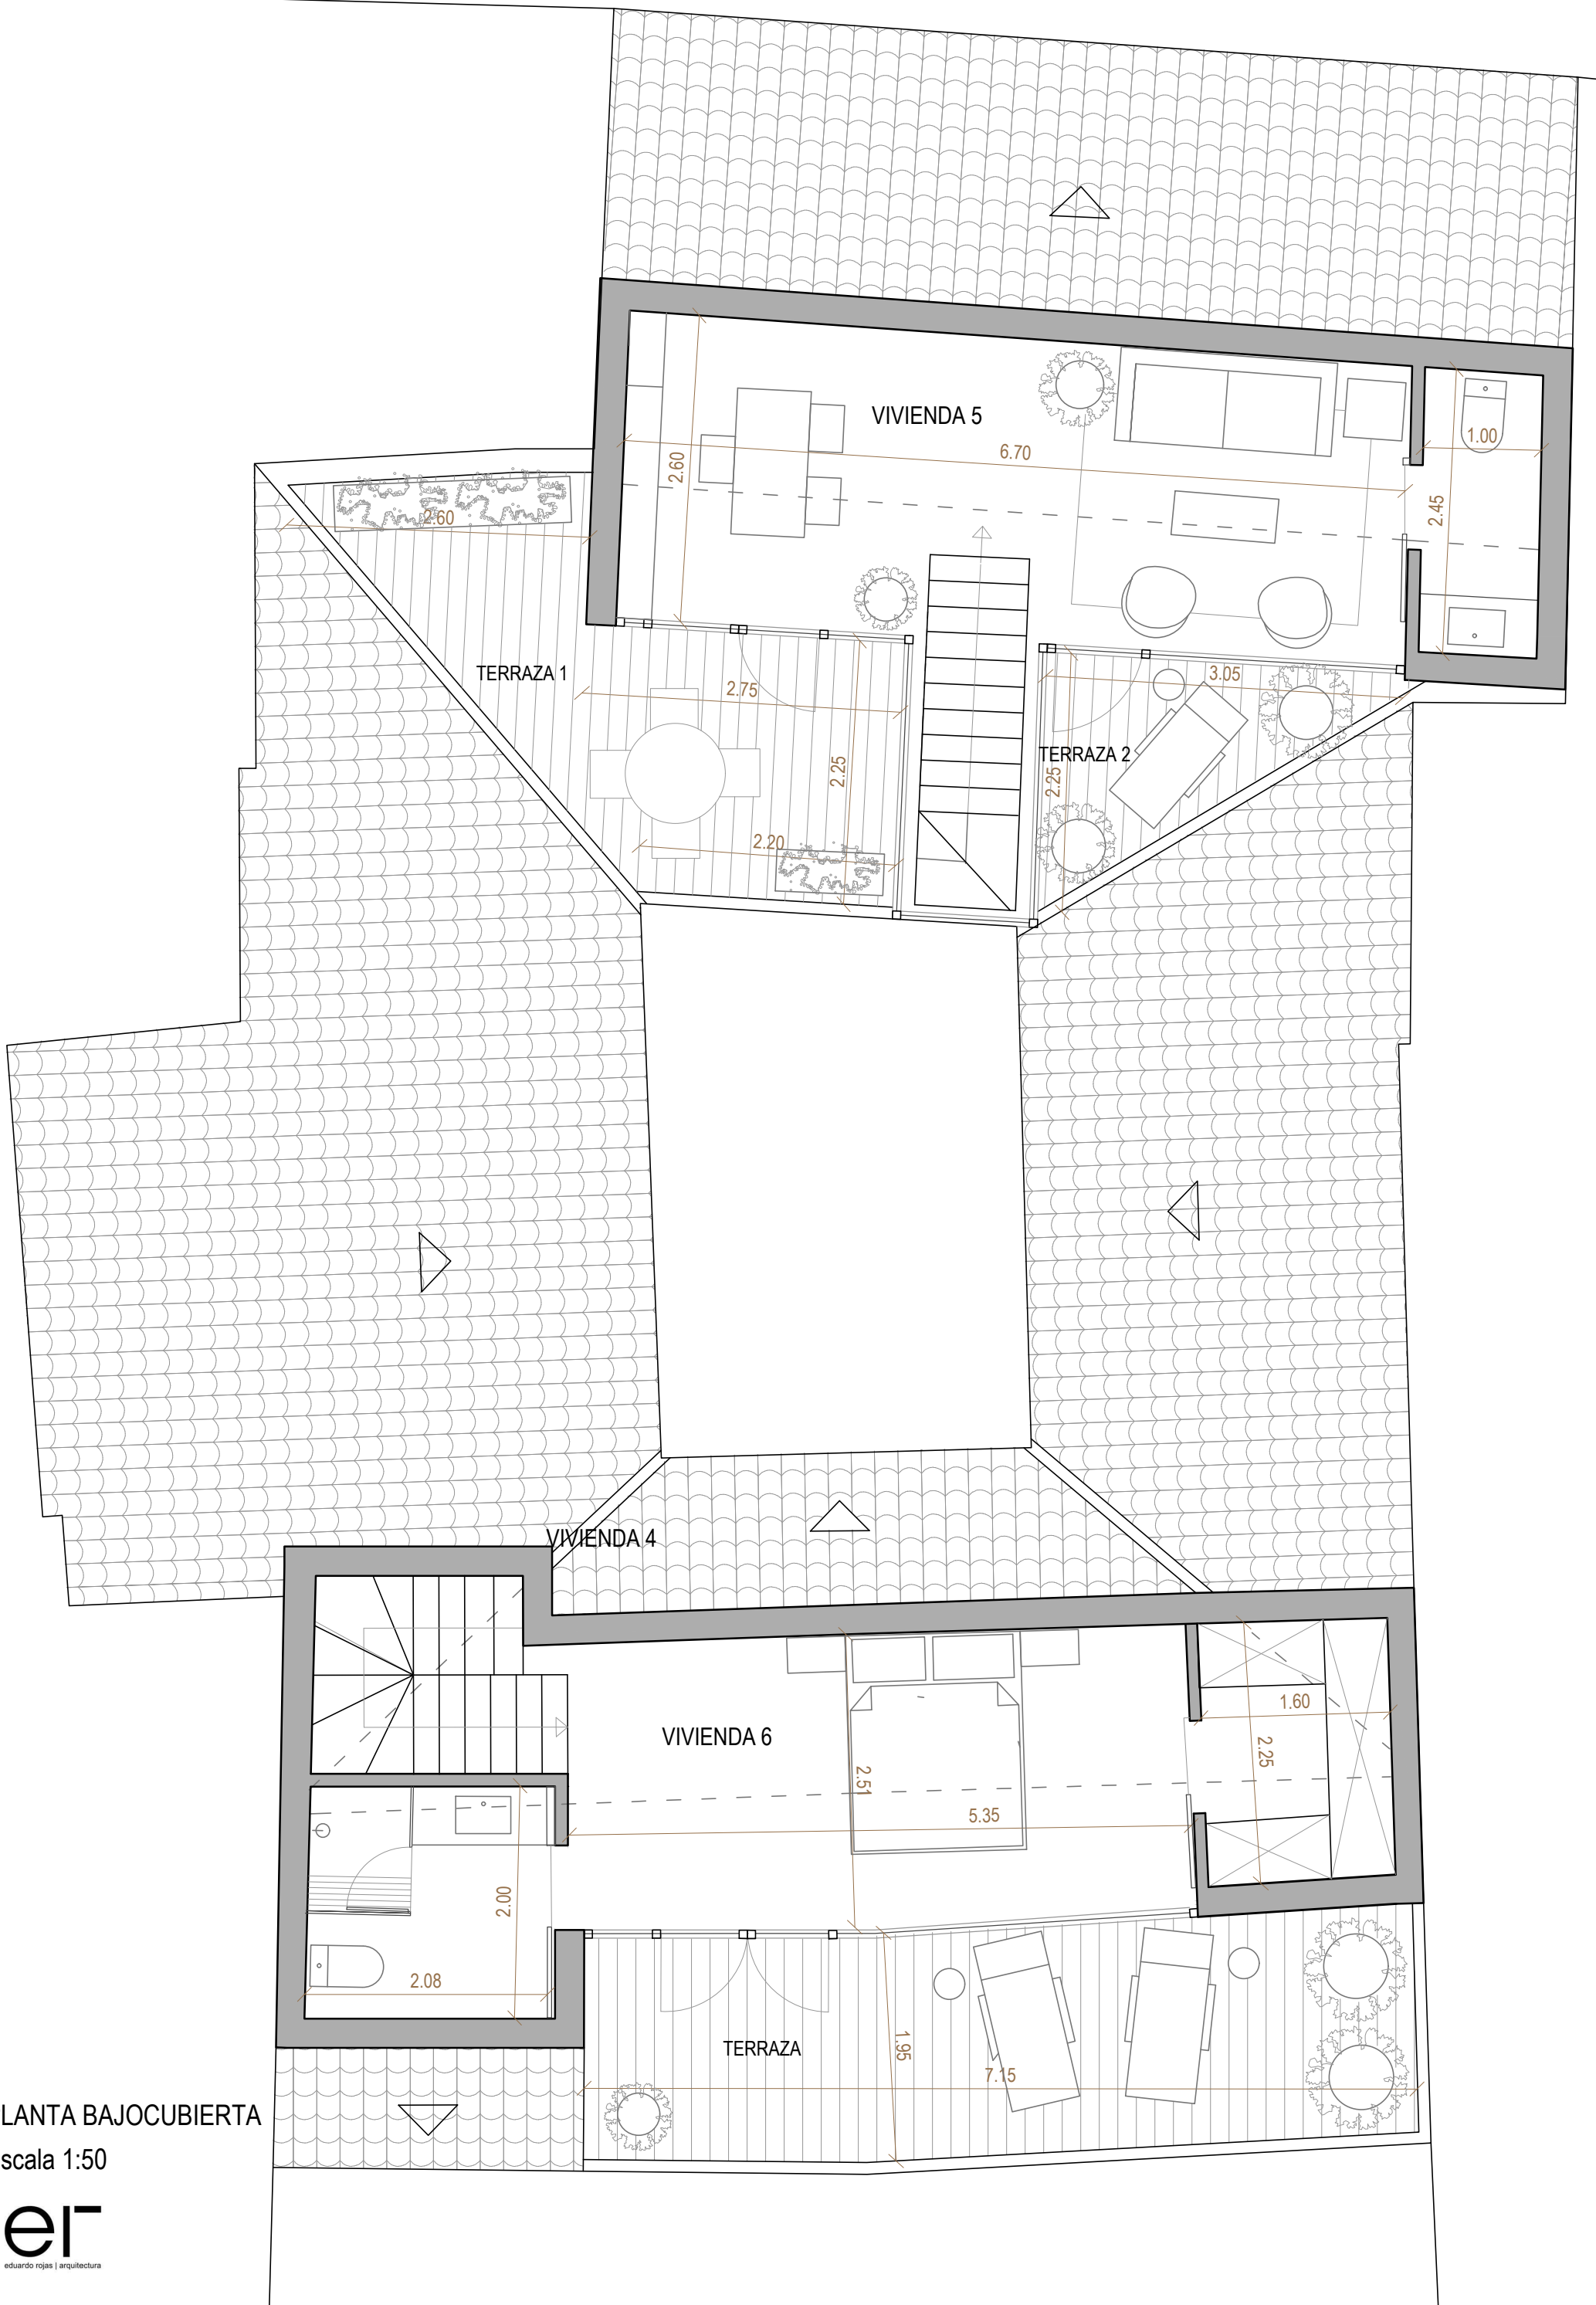 VIVIENDA 5
6.70
1.00
2.60
2.45
2.60
TERRAZA 1
3.05
2.75
TERRAZA 2
2.25
2.25
2.20
VIVIENDA 4
1.60
VIVIENDA 6
2.25
2.51
5.35
2.00
2.08
TERRAZA
1.95
7.15
LANTA BAJOCUBIERTA
scala 1:50
er
eduardo rojas | arquitectura